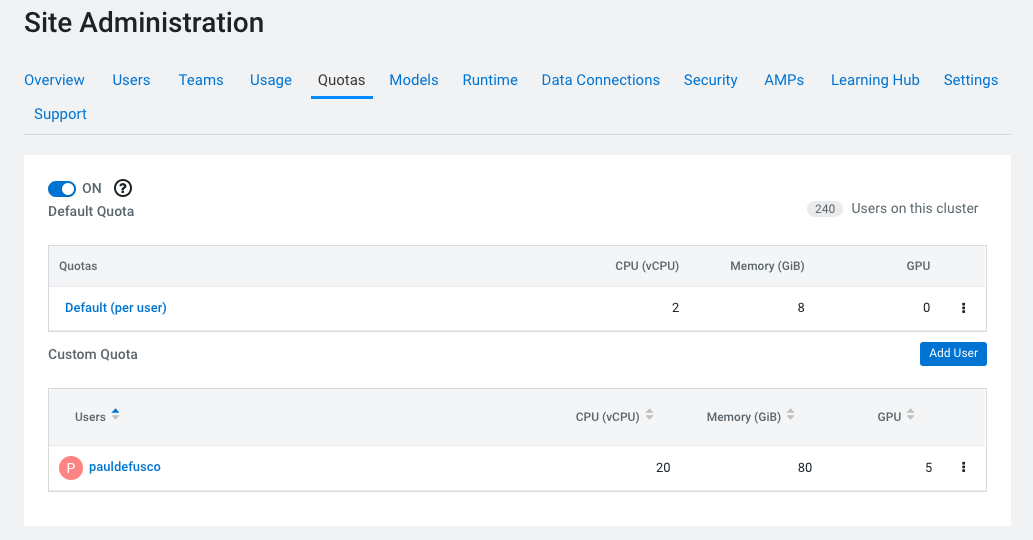 Site Administration
Overview Users Teams Usage Quotas Models Runtime Data Connections Security AMPs Learning Hub Settings
Support
ON ?
Default Quota
240 Users on this cluster
Quotas CPU (vCPU) Memory (GiB) GPU
Default (per user) 2 8 0
Custom Quota Add User
Users CPU (vCPU) Memory (GiB) GPU
P pauldefusco 20 80 5